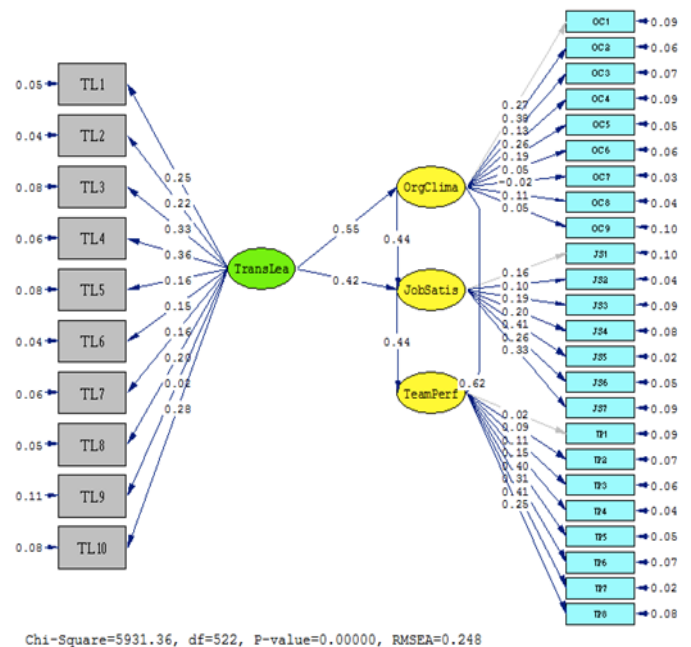 0.05 TL1
0.04 TL2
0.08 TL3
0.06 TL4
0.08 TL5
0.04 TL6
0.06 TL7
0.05 TL8
0.11 TL9
0.08 TL10
0.25
0.22
0.33
0.36
0.16
0.15
0.16
0.20
0.02
0.28
TransLea
0.55
0.42
OrgClima
0.44
JobSatis
0.44
TeamPerf
0.62
0.27
0.38
0.13
0.26
0.19
0.05
-0.02
0.11
0.05
0.16
0.10
0.19
0.20
0.41
0.26
0.33
0.02
0.09
0.11
0.15
0.40
0.31
0.41
0.25
OC1 0.09
OC2 0.06
OC3 0.07
OC4 0.09
OC5 0.05
OC6 0.06
OC7 0.03
OC8 0.04
OC9 0.10
JS1 0.10
JS2 0.04
JS3 0.09
JS4 0.08
JS5 0.02
JS6 0.05
JS7 0.09
TP1 0.09
TP2 0.07
TP3 0.06
TP4 0.04
TP5 0.05
TP6 0.07
TP7 0.02
TP8 0.08
Chi-Square=5931.36, df=522, P-value=0.00000, RMSEA=0.248